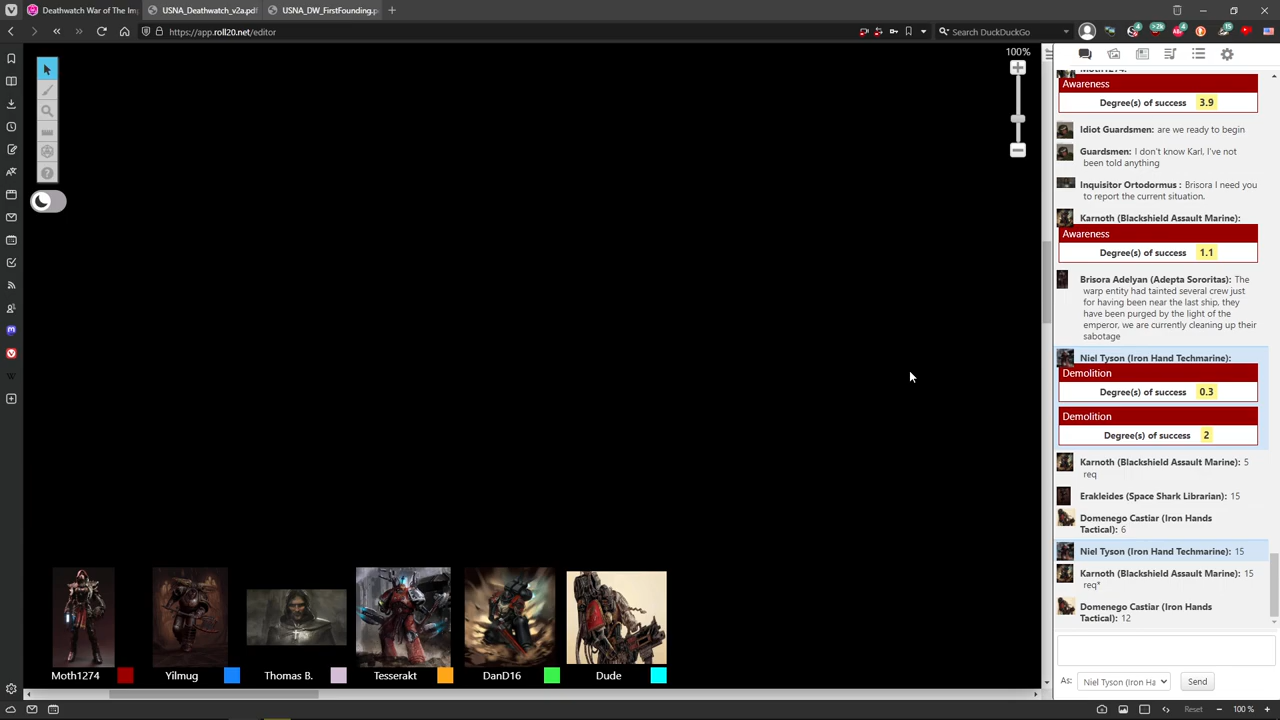 Deathwatch War of The Im
USNA_Deathwatch_v2a.pdf
USNA_DW_FirstFounding.p
https://app.roll20.net/editor
Search DuckDuckGo
100%
Awareness
Degree(s) of success 3.9
Idiot Guardsmen: are we ready to begin
Guardsmen: I don't know Karl, I've not
been told anything
Inquisitor Ortodormus : Brisora I need you
to report the current situation.
Karnoth (Blackshield Assault Marine):
Awareness
Degree(s) of success 1.1
Brisora Adelyan (Adepta Sororitas): The
warp entity had tainted several crew just
for having been near the last ship, they
have been purged by the light of the
emperor, we are currently cleaning up their
sabotage
Niel Tyson (Iron Hand Techmarine):
Demolition
Degree(s) of success 0.3
Demolition
Degree(s) of success 2
Karnoth (Blackshield Assault Marine): 5
req
Erakleides (Space Shark Librarian): 15
Domenego Castiar (Iron Hands
Tactical): 6
Niel Tyson (Iron Hand Techmarine): 15
Karnoth (Blackshield Assault Marine): 15
req*
Domenego Castiar (Iron Hands
Tactical): 12
Moth1274
Yilmug
Thomas B.
Tesserakt
DanD16
Dude
As: Niel Tyson (Iron Ha
Send
Reset
100 %